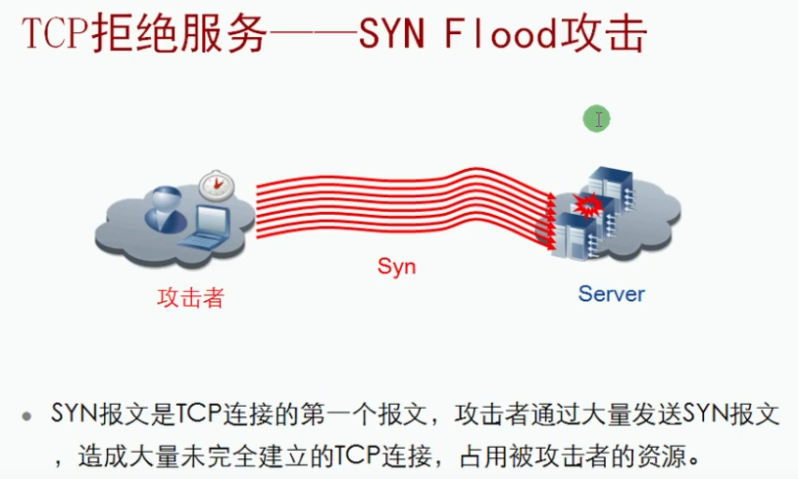 TCP拒绝服务——SYN Flood攻击
Syn
攻击者
Server
SYN报文是TCP连接的第一个报文，攻击者通过大量发送SYN报文
，造成大量未完全建立的TCP连接，占用被攻击者的资源。